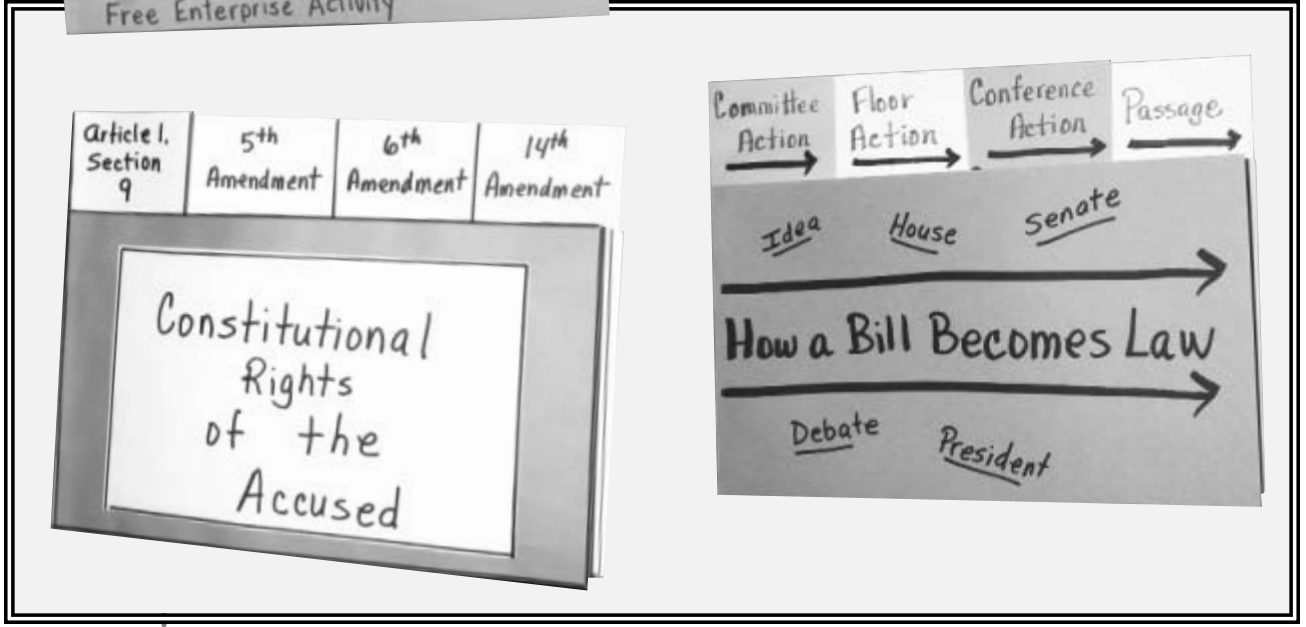 Free Enterprise Activity
Article 1,
Section
9
5th
Amendment
6th
Amendment
14th
Amendment
Constitutional
Rights
of the
Accused
Committee
Action
Floor
Action
Conference
Action
Passage
Idea
House
Senate
How a Bill Becomes Law
Debate
President